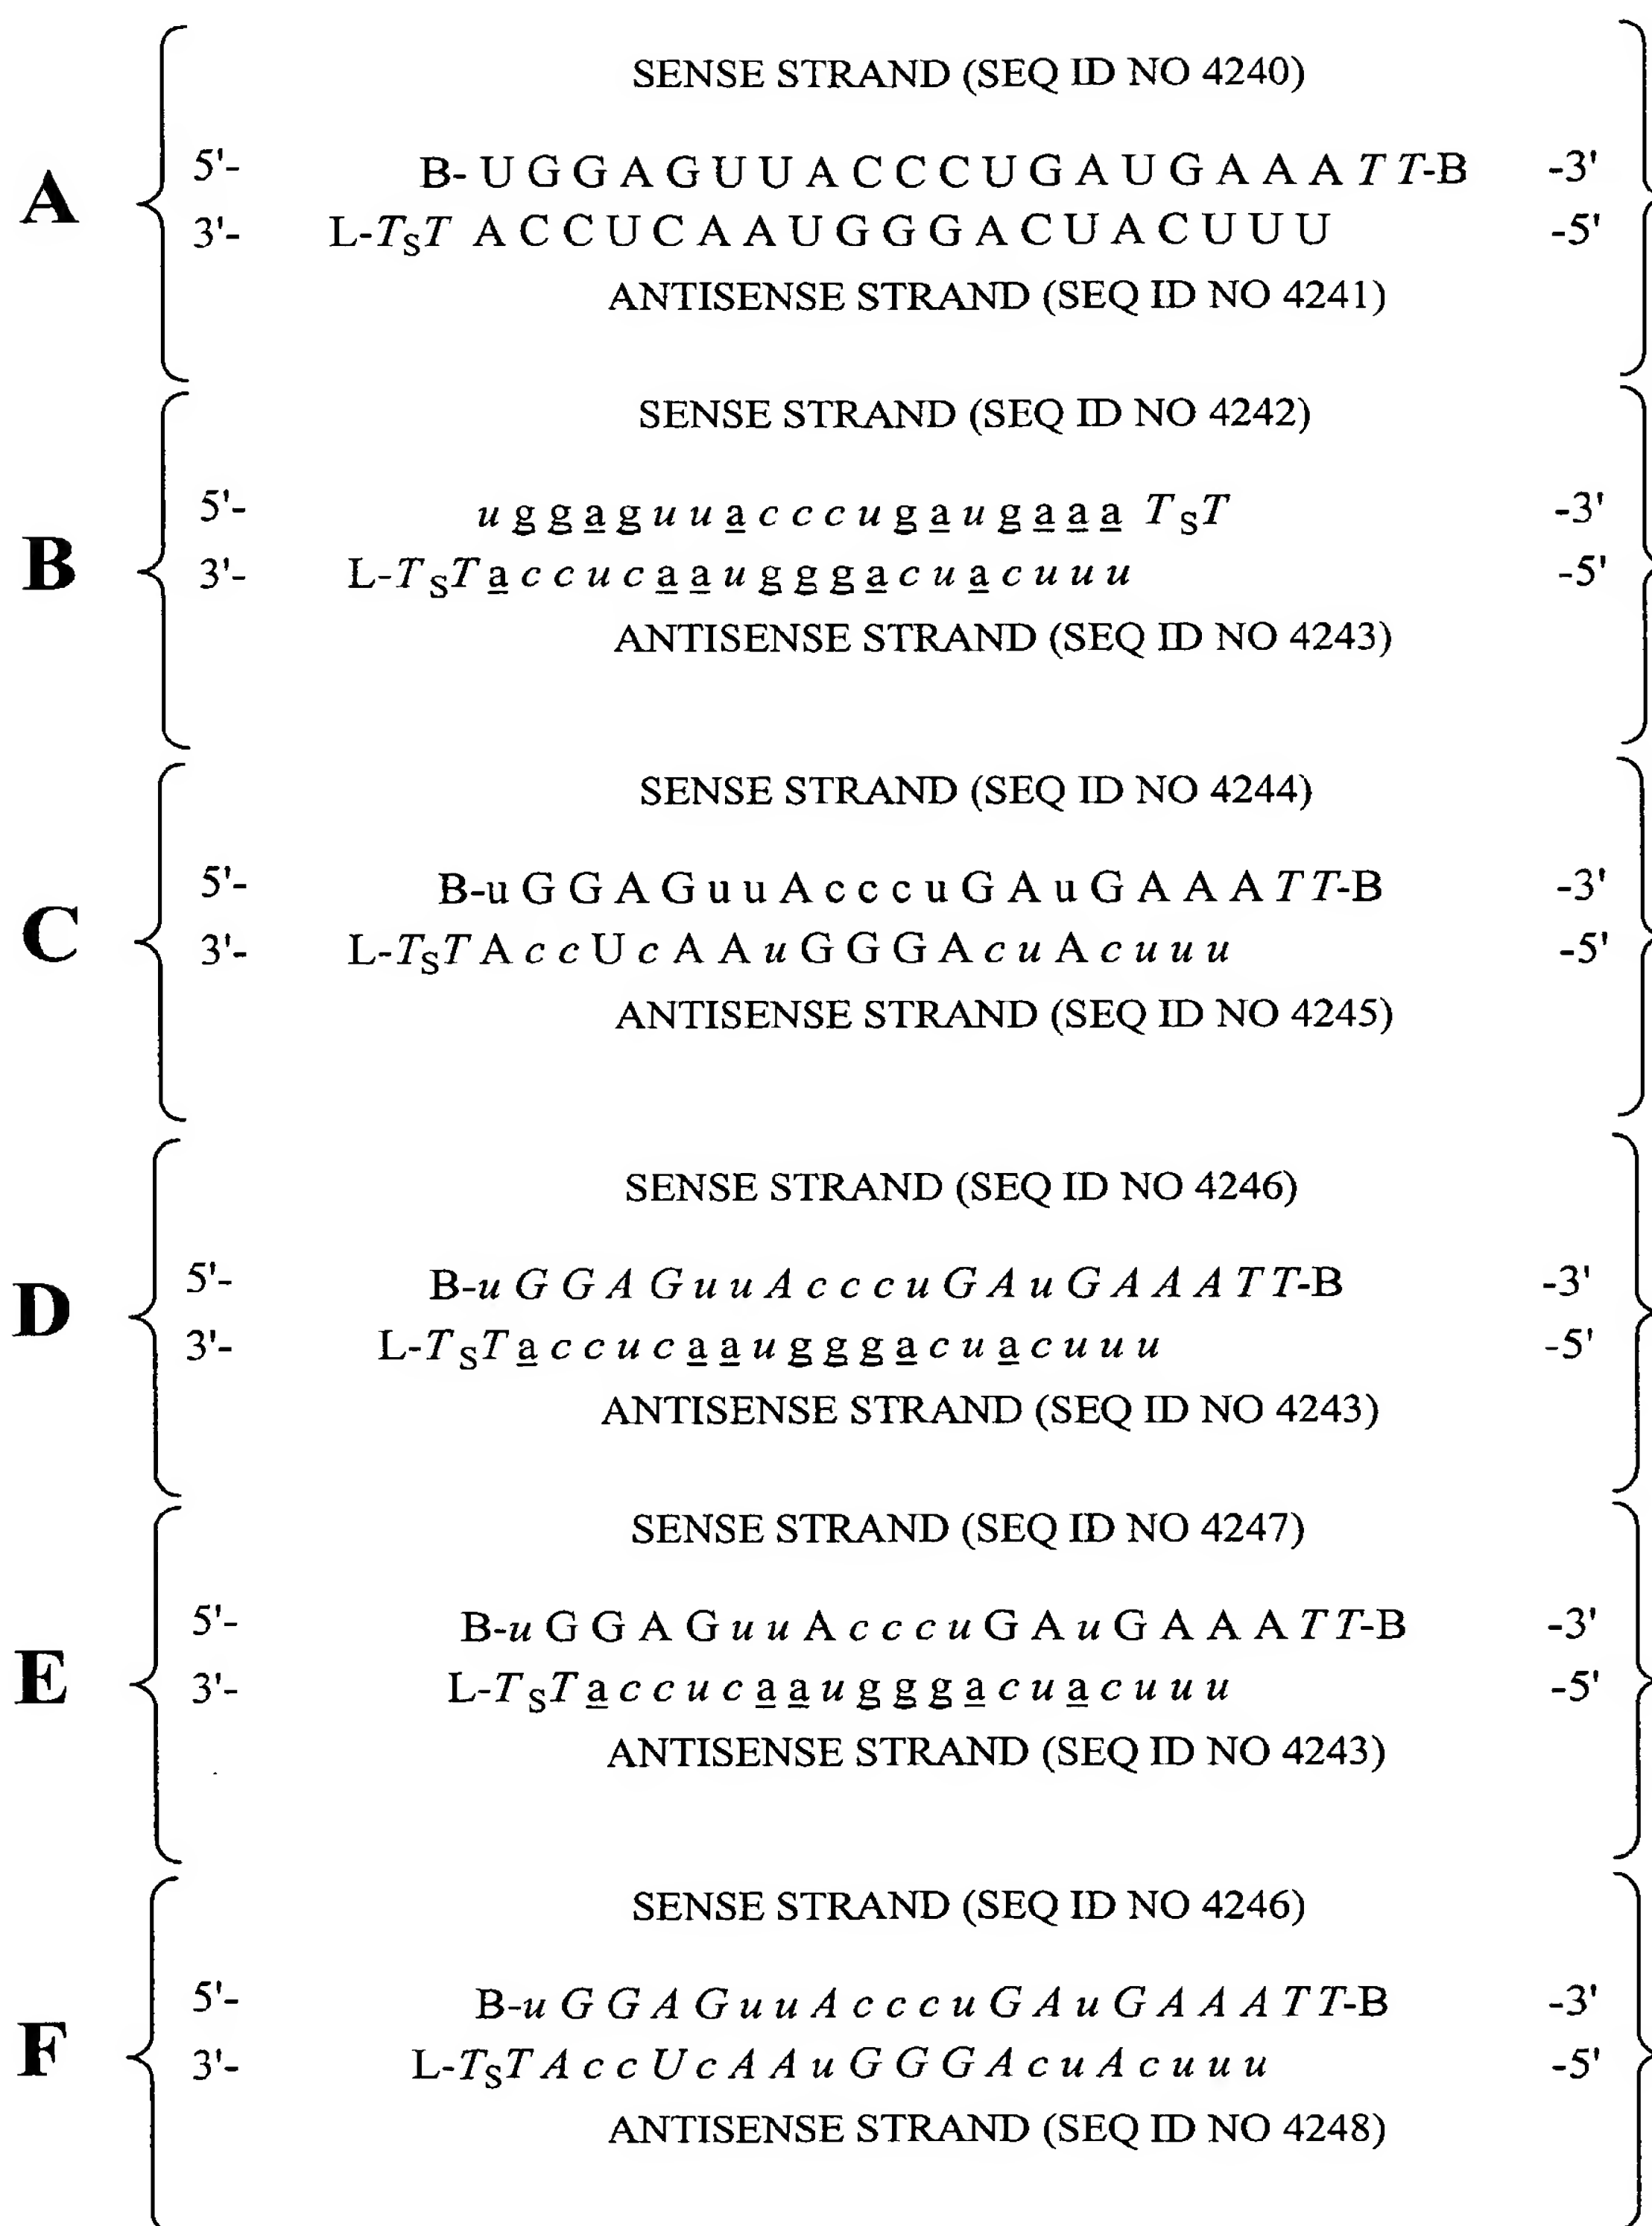 SENSE STRAND (SEQ ID NO 4240)
A
5'- B- U G G A G U U A C C C U G A U G A A A T T-B -3'
3'- L-TST A C C U C A A U G G G A C U A C U U U -5'
ANTISENSE STRAND (SEQ ID NO 4241)
SENSE STRAND (SEQ ID NO 4242)
B
5'- u g g a g u u a c c c u g a u g a a a TST -3'
3'- L-TSTa c c u c a a u g g g a c u a c u u u -5'
ANTISENSE STRAND (SEQ ID NO 4243)
SENSE STRAND (SEQ ID NO 4244)
C
5'- B-u G G A G u u A c c c u G A u G A A A T T-B -3'
3'- L-TST A c c U c A A u G G G A c u A c u u u -5'
ANTISENSE STRAND (SEQ ID NO 4245)
SENSE STRAND (SEQ ID NO 4246)
D
5'- B-u G G A G u u A c c c u G A u G A A A T T-B -3'
3'- L-TSTa c c u c a a u g g g a c u a c u u u -5'
ANTISENSE STRAND (SEQ ID NO 4243)
SENSE STRAND (SEQ ID NO 4247)
E
5'- B-u G G A G u u A c c c u G A u G A A A T T-B -3'
3'- L-TSTa c c u c a a u g g g a c u a c u u u -5'
ANTISENSE STRAND (SEQ ID NO 4243)
SENSE STRAND (SEQ ID NO 4246)
F
5'- B-u G G A G u u A c c c u G A u G A A A T T-B -3'
3'- L-TST A c c U c A A u G G G A c u A c u u u -5'
ANTISENSE STRAND (SEQ ID NO 4248)